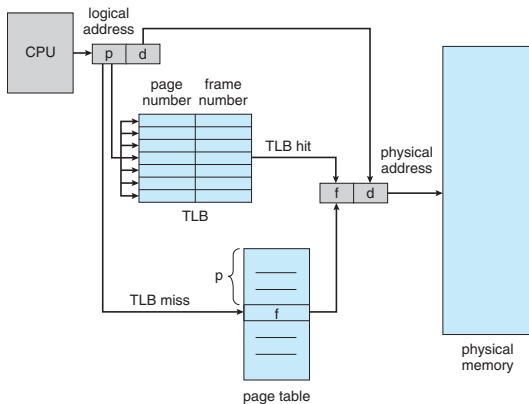 logical
address
CPU
p d
page
number
frame
number
TLB hit
physical
address
f d
TLB
p
TLB miss
f
page table
physical
memory